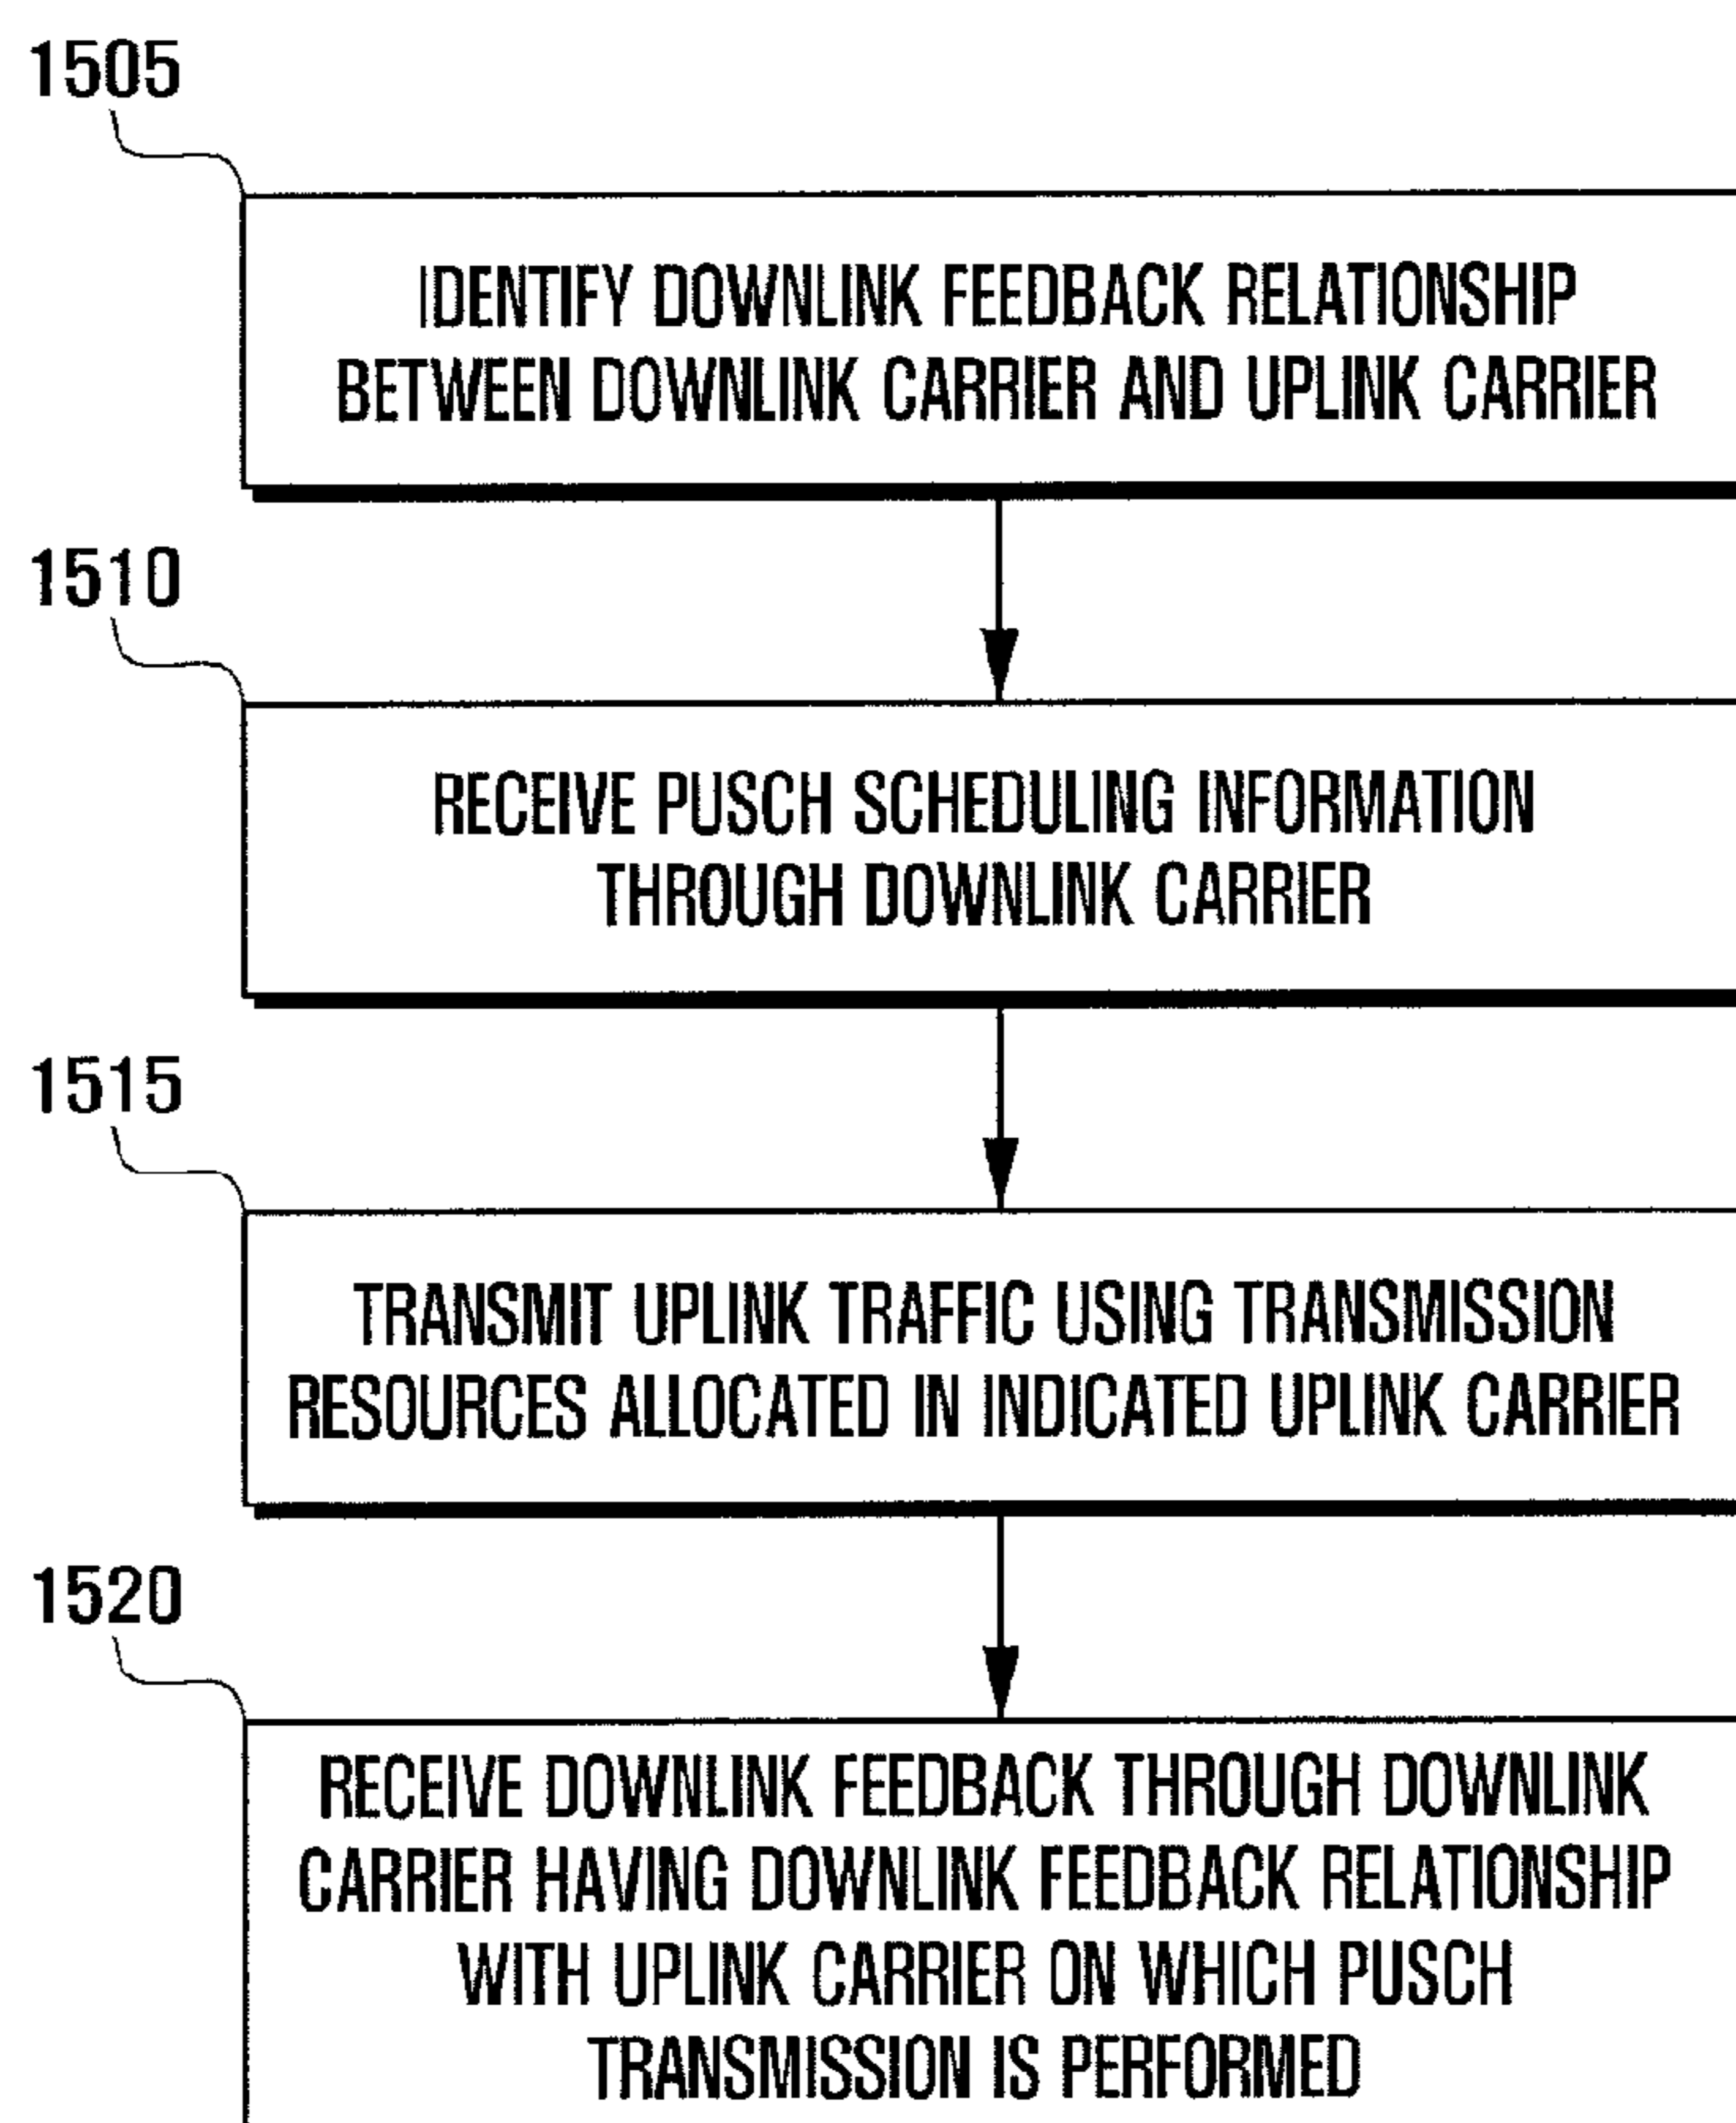 1505
IDENTIFY DOWNLINK FEEDBACK RELATIONSHIP
BETWEEN DOWNLINK CARRIER AND UPLINK CARRIER
1510
RECEIVE PUSCH SCHEDULING INFORMATION
THROUGH DOWNLINK CARRIER
1515
TRANSMIT UPLINK TRAFFIC USING TRANSMISSION
RESOURCES ALLOCATED IN INDICATED UPLINK CARRIER
1520
RECEIVE DOWNLINK FEEDBACK THROUGH DOWNLINK
CARRIER HAVING DOWNLINK FEEDBACK RELATIONSHIP
WITH UPLINK CARRIER ON WHICH PUSCH
TRANSMISSION IS PERFORMED